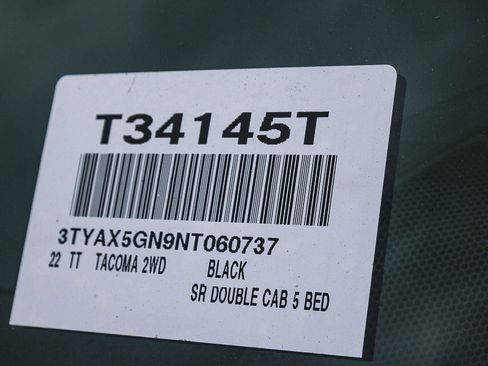 T34145T
3TYAX5GN9NT060737
22 TT TACOMA 2WD BLACK
SR DOUBLE CAB 5 BED